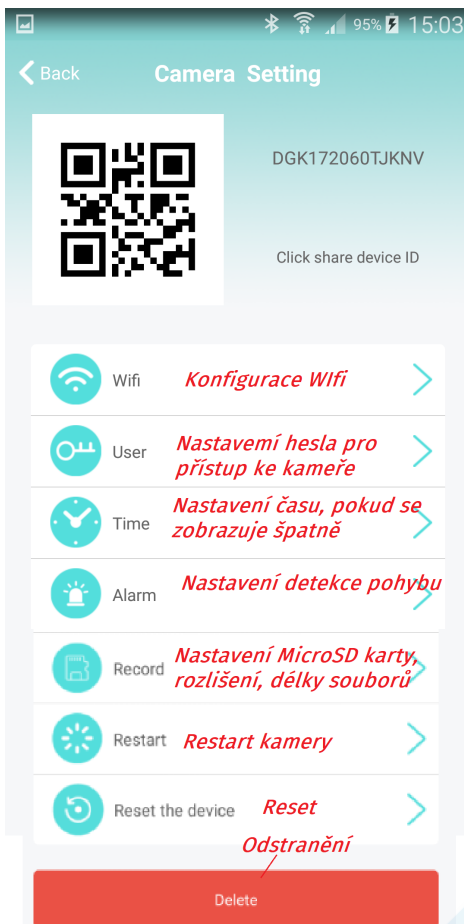 95% 15:03
Back Camera Setting
DGK172060TJKNV
Click share device ID
Wifi Konfigurace WIfi
User Nastavemí hesla pro
přístup ke kameře
Time Nastavení času, pokud se
zobrazuje špatně
Alarm Nastavení detekce pohybu
Record Nastavení MicroSD karty,
rozlišení, délky souborů
Restart Restart kamery
Reset the device Reset
Odstranění
Delete